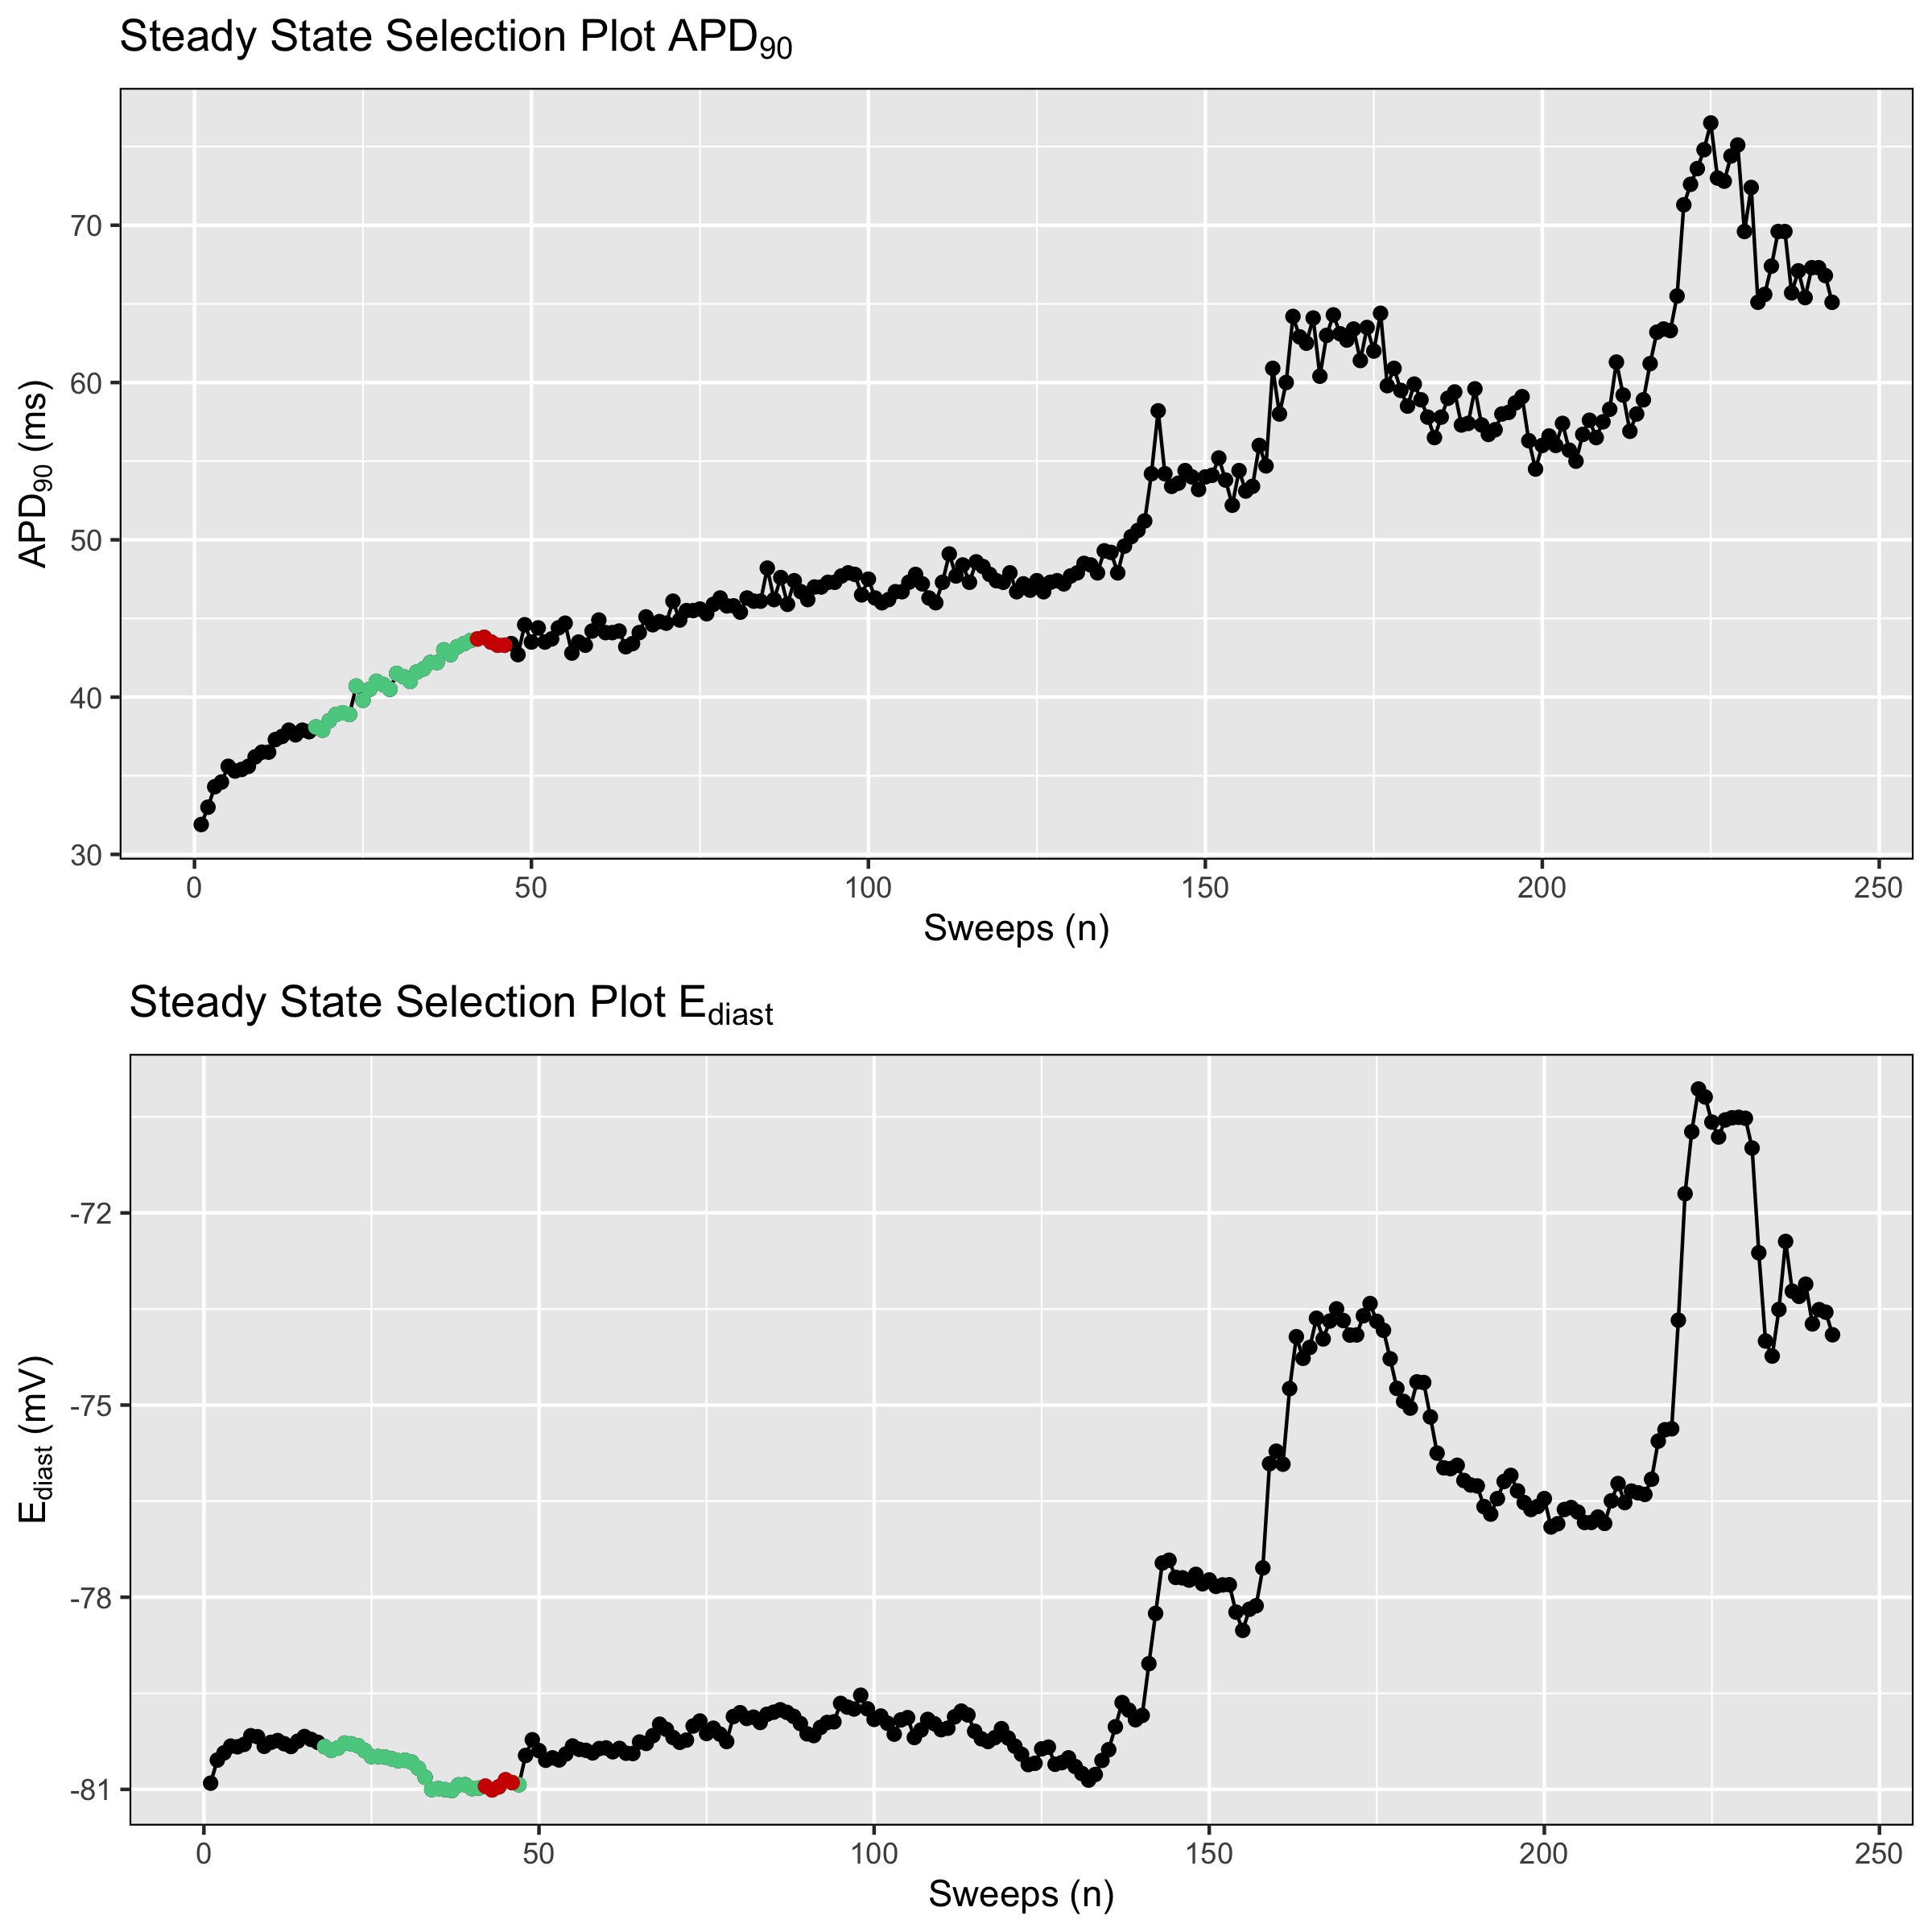 Steady State Selection Plot APD90
APD90 (ms)
70
60
50
40
30
0 50 100 150 200 250
Sweeps (n)
Steady State Selection Plot Ediast
Ediast (mV)
-72
-75
-78
-81
0 50 100 150 200 250
Sweeps (n)